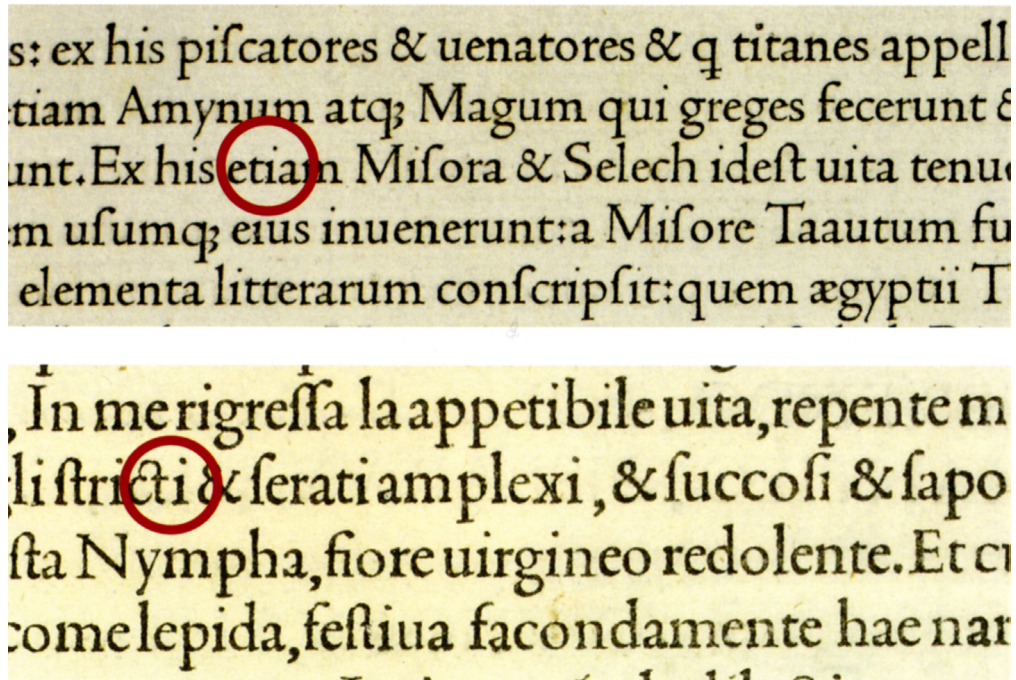 s: ex his piſcatores & uenatores & q titanes appell
etiam Amynum atq; Magum qui greges fecerunt &
unt. Ex his etiam Miſora & Selech ideſt uita tenu
m uſumq; eius inuenerunt: a Miſore Taautum fu
elementa litterarum conſcripſit: quem ægyptii T
, In me rigreſſa la appetibile uita, repente m
li ſtricti & ſerati amplexi, & ſuccoſi & ſapo
ſta Nympha, fiore uirgineo redolente. Et cu
come lepida, feſtiua facondamente hae nar